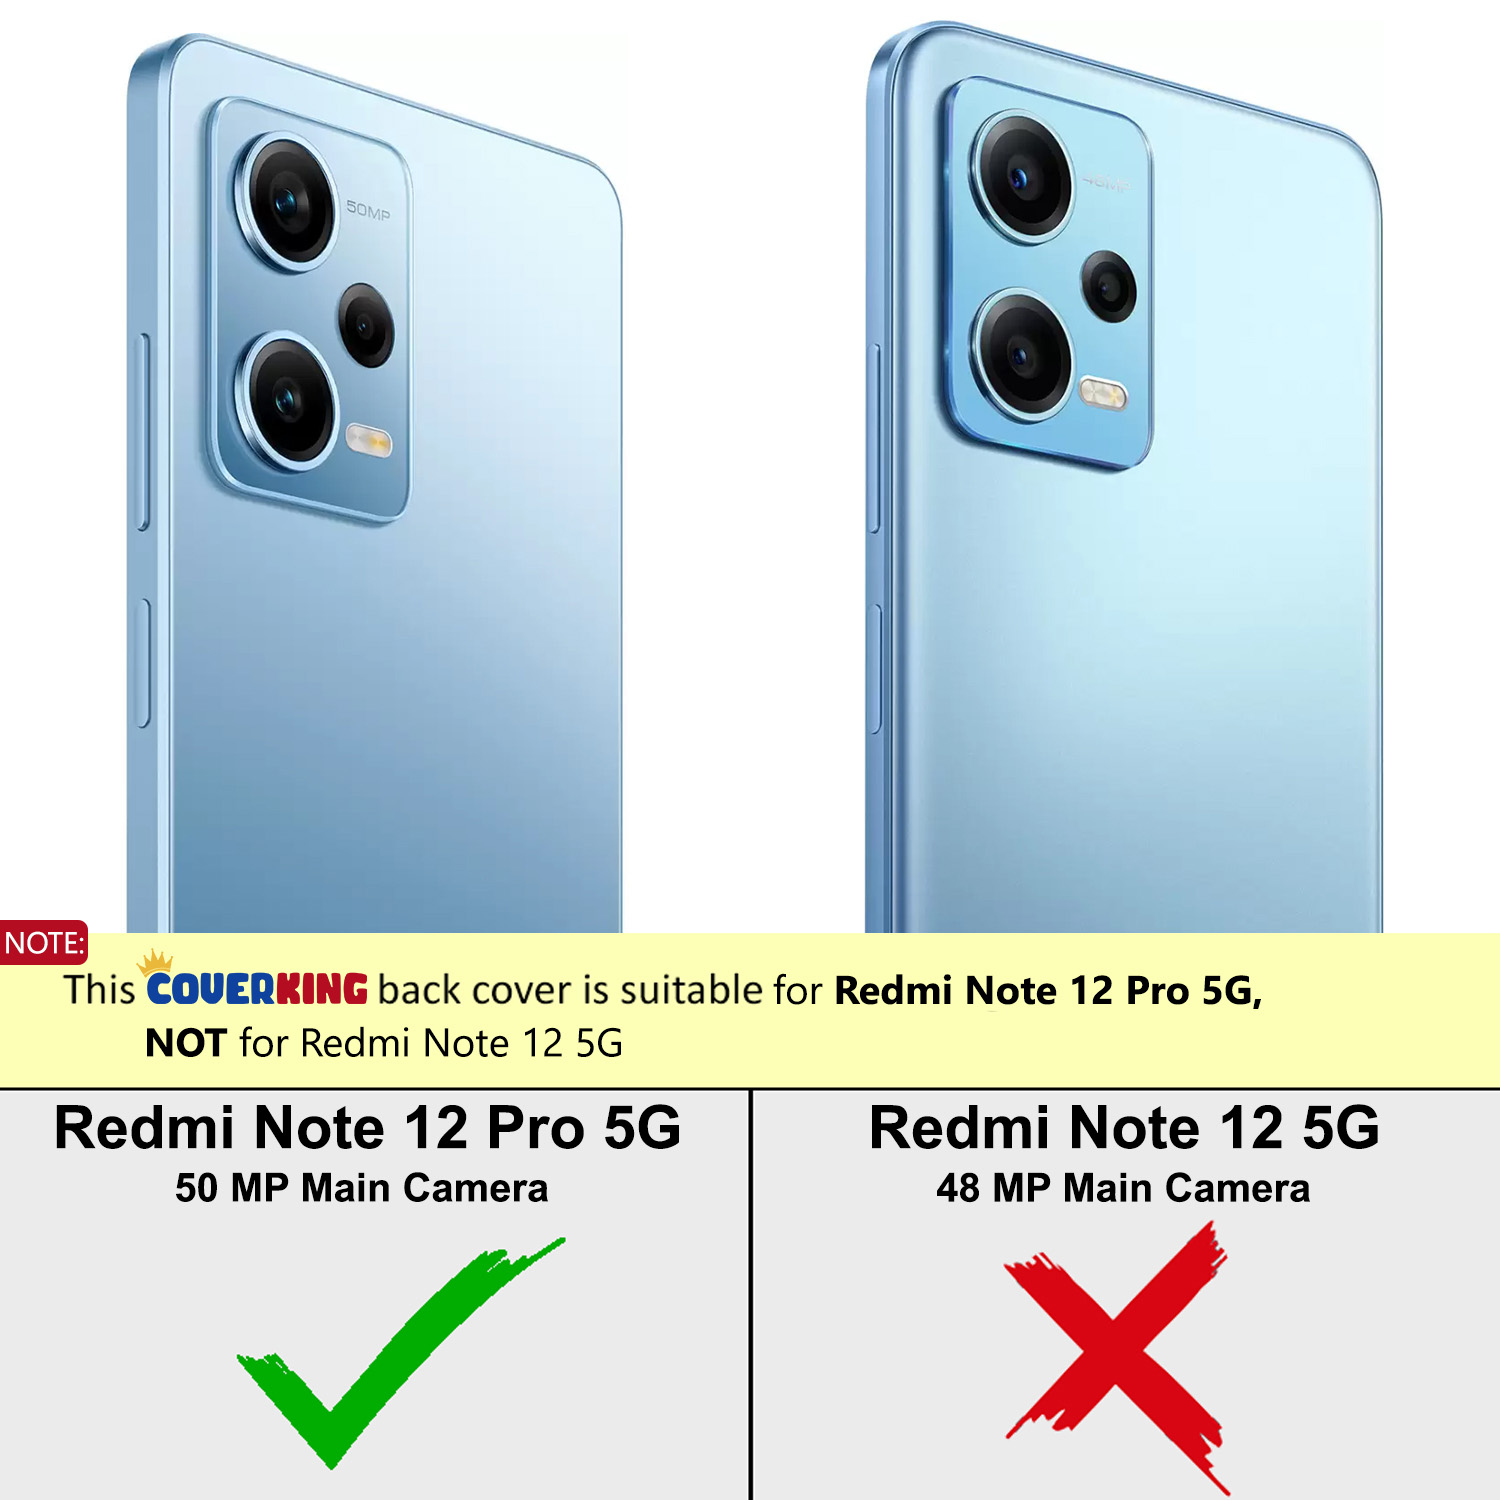 50MP
48MP
NOTE:
This COVERKING back cover is suitable for Redmi Note 12 Pro 5G,
NOT for Redmi Note 12 5G
Redmi Note 12 Pro 5G
50 MP Main Camera
Redmi Note 12 5G
48 MP Main Camera